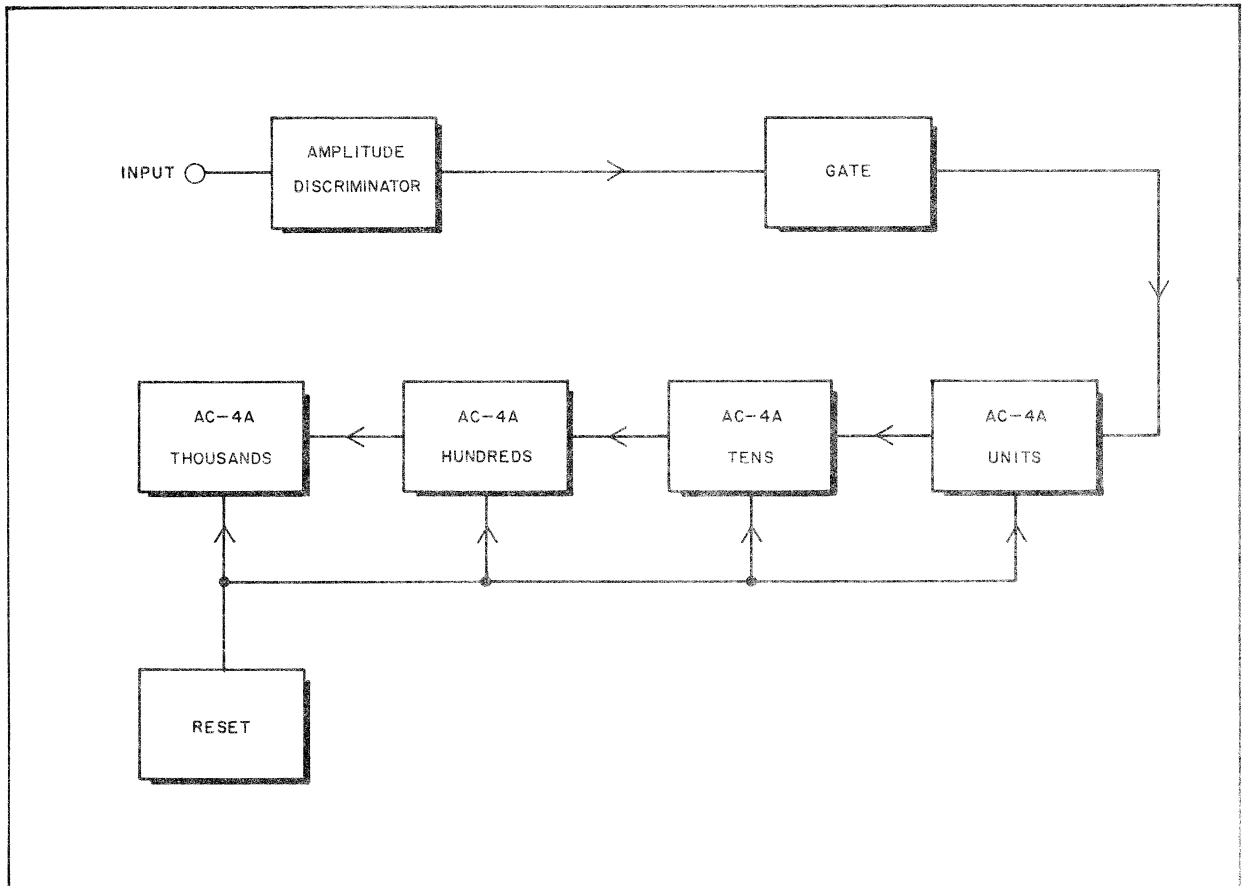 INPUT
AMPLITUDE
DISCRIMINATOR
GATE
AC-4A
THOUSANDS
AC-4A
HUNDREDS
AC-4A
TENS
AC-4A
UNITS
RESET